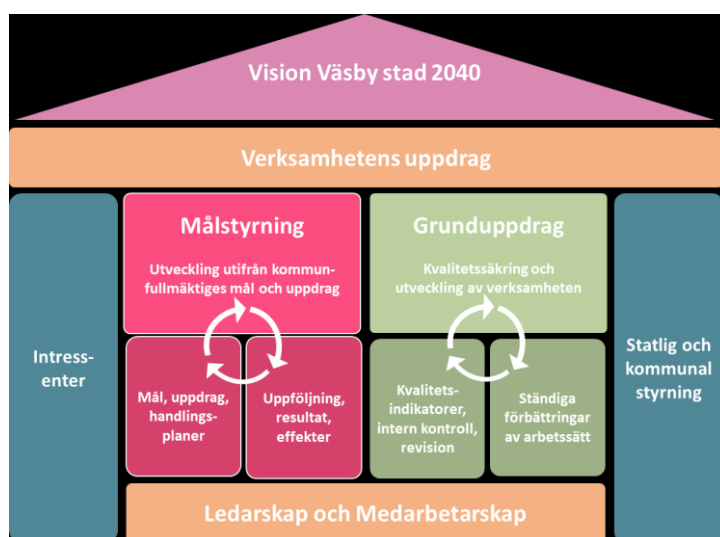 Vision Väsby stad 2040
Verksamhetens uppdrag
Intress-
enter
Målstyrning
Utveckling utifrån kommun-
fullmäktiges mål och uppdrag
Mål, uppdrag,
handlings-
planer
Uppföljning,
resultat,
effekter
Grunduppdrag
Kvalitetssäkring och
utveckling av verksamheten
Kvalitets-
indikatorer,
intern kontroll,
revision
Ständiga
förbättringar
av arbetssätt
Statlig och
kommunal
styrning
Ledarskap och Medarbetarskap